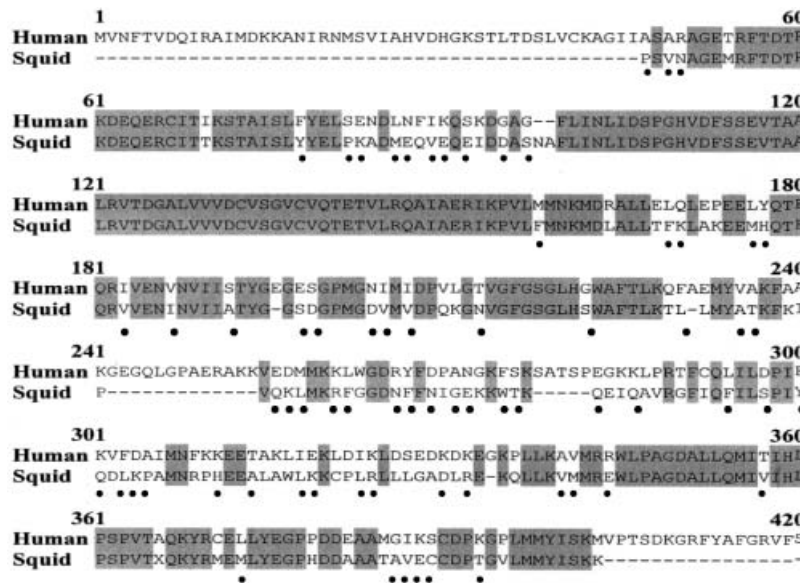 1 60
Human MVNFTVDQIRAIMDKKANIRNMSVIAHVDHGKSTLTDSLVCKAGIIASARAGETRFTDTR
Squid ----------------------------------------------PSVNAGEMRFTDTR
61 120
Human KDEQERCITIKSTAISLFYELSENDLNFIKQSKDGAG--FLINLIDSPGHVDFSSEVTAA
Squid KDEQERCITTKSTAISLYYELPKADMEQVEQEIDDASNAFLINLIDSPGHVDFSSEVTAA
121 180
Human LRVTDGALVVVDCVSGVCVQTETVLRQAIAERIKPVLMMNKMDRALLELQLEPEELYQTF
Squid LRVTDGALVVVDCVSGVCVQTETVLRQAIAERIKPVLFMNKMDLALLTFKLAKEEMHQTF
181 240
Human QRIVENVNVIISTYGEGESGPMGNIMIDPVLGTVGFGSGLHGWAFTLKQFAEMYVAKFAA
Squid QRVVENINVIIATYG-GSDGPMGDVMVDPQKGNVGFGSGLHSWAFTLKTL-LMYATKFKI
241 300
Human KGEGQLGPAERAKKVEDMMKKLWGDRYFDPANGKFSKSATSPEGKKLPRTFCQLILDPIF
Squid P-------------VQKLMKRFGGDNFFNIGEKKWTK-----QEIQAVRGFIQFILSPIY
301 360
Human KVFDAIMNFKKEETAKLIEKLDIKLDSEDKDKEGKPLLKAVMRRWLPAGDALLQMITIHL
Squid QDLKPAMNRPHEEALAWLKKCPLRLLLGADLRE-KQLLKVMMREWLPAGDALLQMIVIHL
361 420
Human PSPVTAQKYRCELLYEGPPDDEAAMGIKSCDPKGPLMMYISKMVPTSDKGRFYAFGRVFS
Squid PSPVTXQKYRMEMLYEGPHDDAAATAVECCDPTGVLMMYISKK-----------------